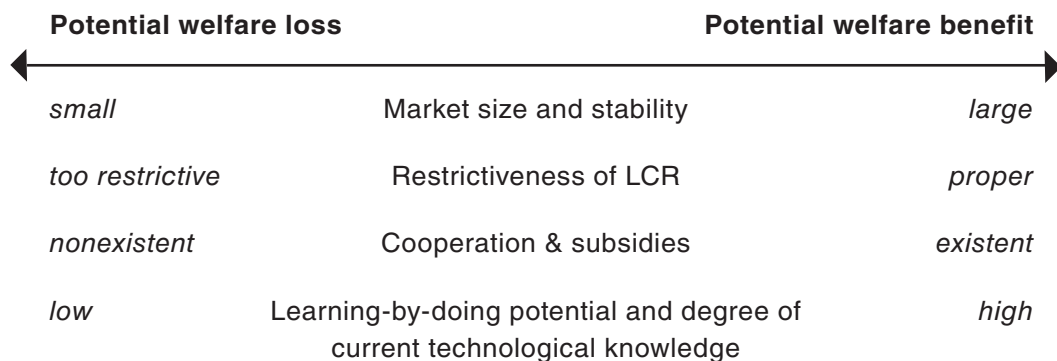 Potential welfare loss Potential welfare benefit
small Market size and stability large
too restrictive Restrictiveness of LCR proper
nonexistent Cooperation & subsidies existent
low Learning-by-doing potential and degree of high
current technological knowledge